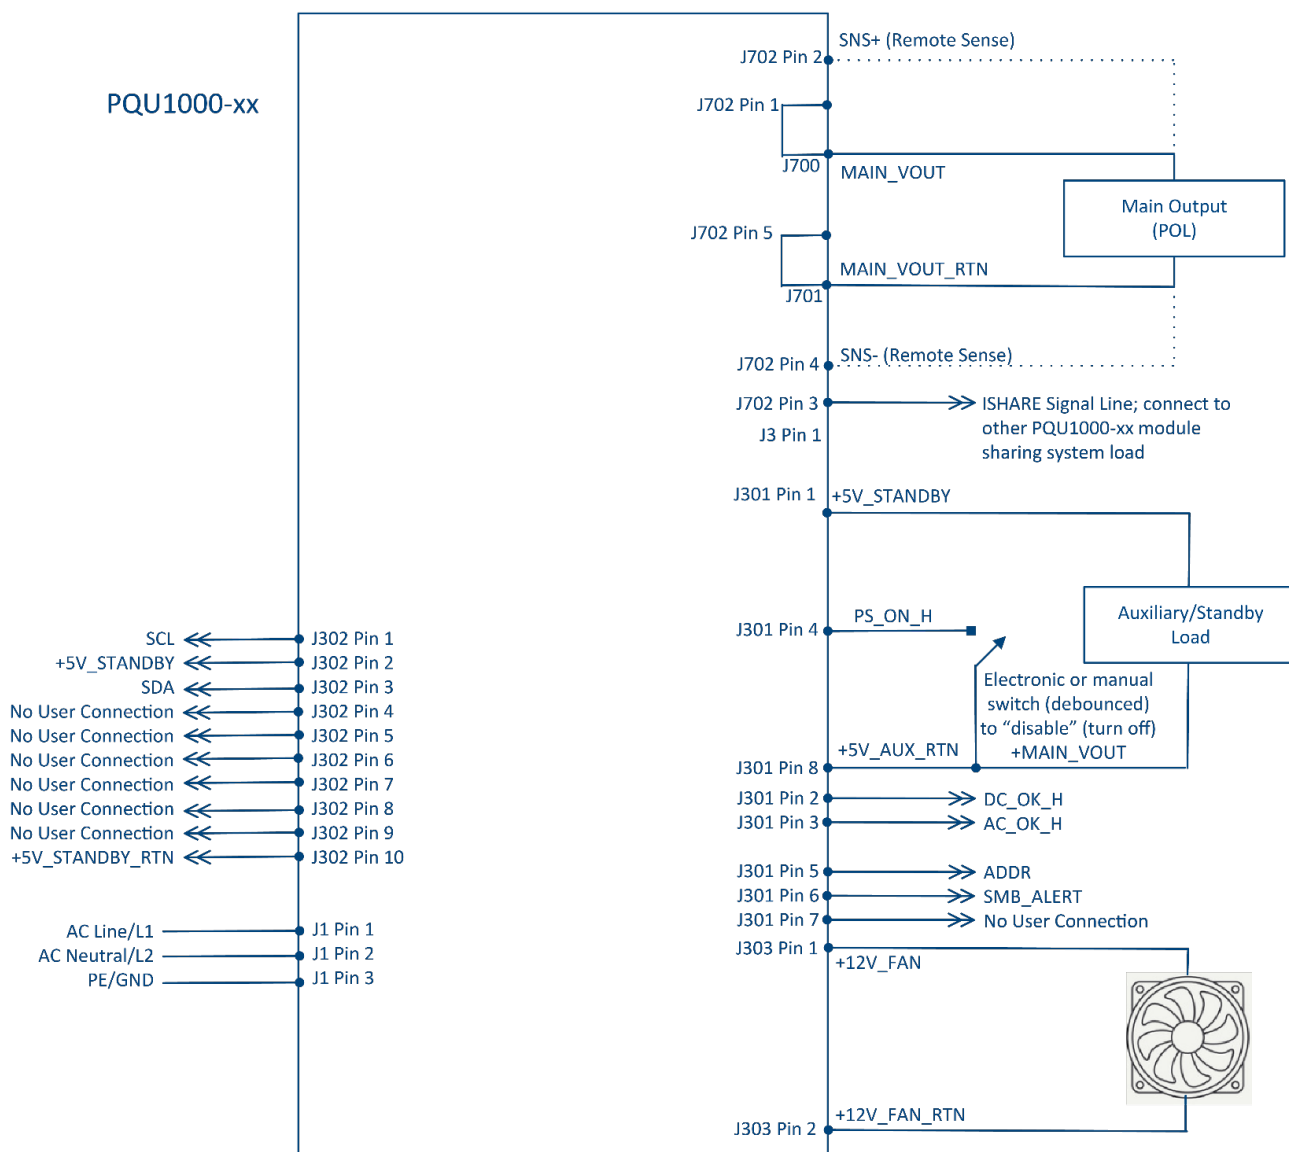 PQU1000-xx
J702 Pin 2
SNS+ (Remote Sense)
J702 Pin 1
J700
MAIN_VOUT
Main Output
(POL)
J702 Pin 5
MAIN_VOUT_RTN
J701
SNS- (Remote Sense)
J702 Pin 4
J702 Pin 3
ISHARE Signal Line; connect to
other PQU1000-xx module
sharing system load
J3 Pin 1
J301 Pin 1
+5V_STANDBY
Auxiliary/Standby
Load
J301 Pin 4
PS_ON_H
Electronic or manual
switch (debounced)
to “disable” (turn off)
+MAIN_VOUT
+5V_AUX_RTN
J301 Pin 8
J301 Pin 2
DC_OK_H
J301 Pin 3
AC_OK_H
J301 Pin 5
ADDR
J301 Pin 6
SMB_ALERT
J301 Pin 7
No User Connection
J303 Pin 1
+12V_FAN
+12V_FAN_RTN
J303 Pin 2
SCL
J302 Pin 1
+5V_STANDBY
J302 Pin 2
SDA
J302 Pin 3
No User Connection
J302 Pin 4
No User Connection
J302 Pin 5
No User Connection
J302 Pin 6
No User Connection
J302 Pin 7
No User Connection
J302 Pin 8
No User Connection
J302 Pin 9
+5V_STANDBY_RTN
J302 Pin 10
AC Line/L1
J1 Pin 1
AC Neutral/L2
J1 Pin 2
PE/GND
J1 Pin 3